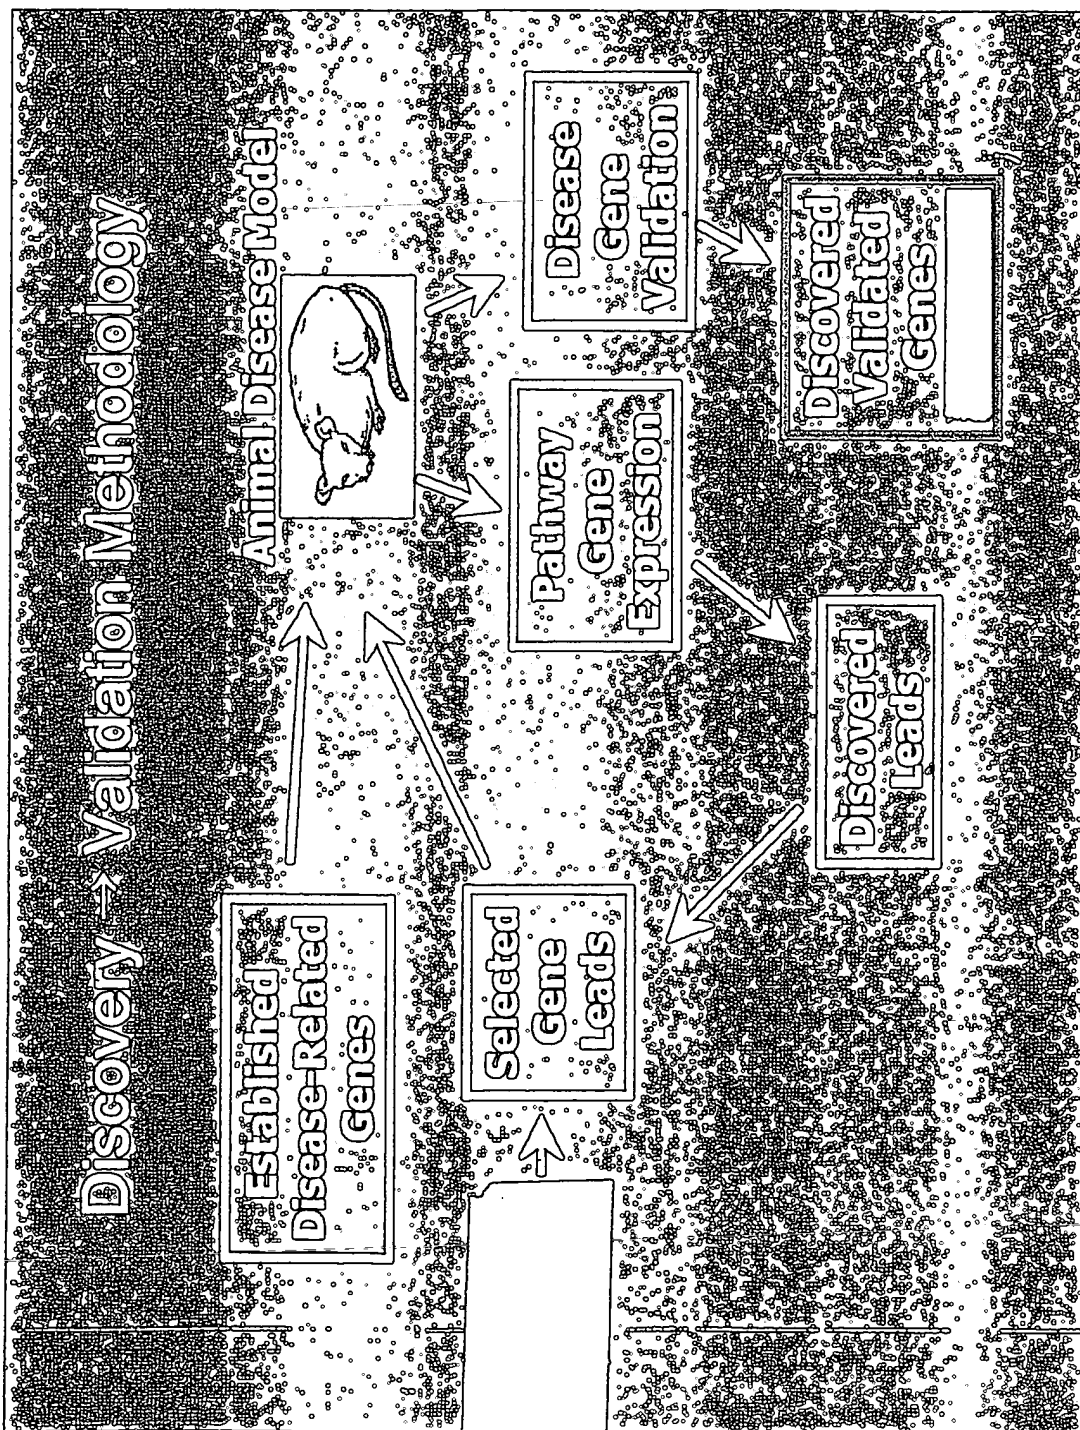 Discovery → Validation Methodology
Animal Disease Model
Established
Disease-Related
Genes
Selected
Gene
Leads
Pathway
Gene
Expression
Disease
Gene
Validation
Discovered
Leads
Discovered
Validated
Genes